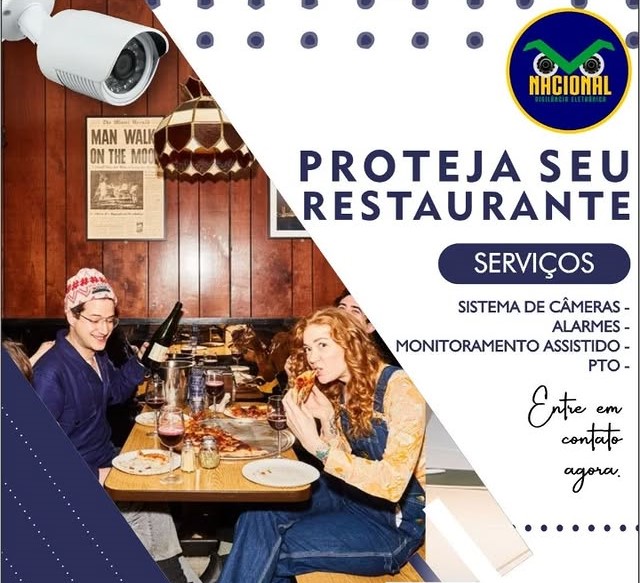 NACIONAL
VIGILÂNCIA ELETRÔNICA
MAN WALK
ON THE MOO
PROTEJA SEU
RESTAURANTE
SERVIÇOS
SISTEMA DE CÂMERAS -
ALARMES -
MONITORAMENTO ASSISTIDO -
PTO -
Entre em
contato
agora.